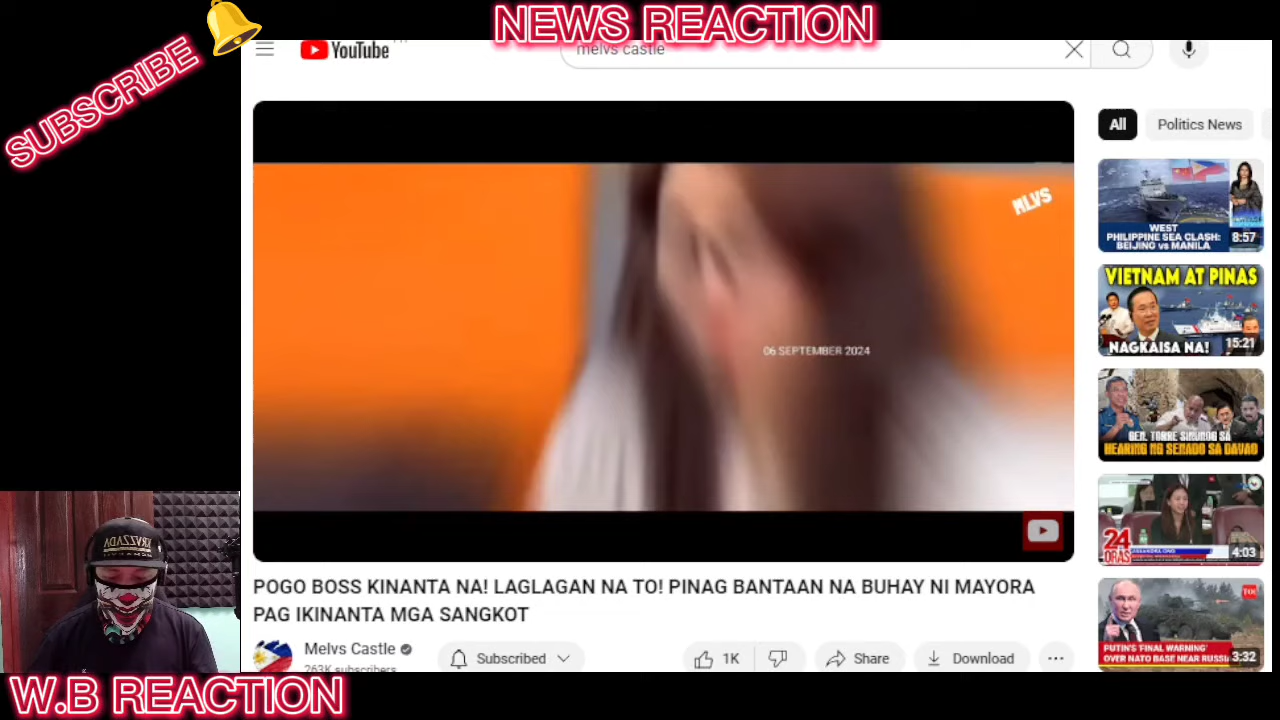 NEWS REACTION
SUBSCRIBE
YouTube
melvs castle
All
Politics News
MLVS
06 SEPTEMBER 2024
WEST
PHILIPPINE SEA CLASH:
BEIJING vs MANILA
8:57
VIETNAM AT PINAS
NAGKAISA NA!
15:21
GEN. TORRE SINUNOG SA
HEARING NG SENADO SA DAVAO
24
ORAS
4:03
PUTIN'S 'FINAL WARNING'
OVER NATO BASE NEAR RUSSIA
3:32
POGO BOSS KINANTA NA! LAGLAGAN NA TO! PINAG BANTAAN NA BUHAY NI MAYORA
PAG IKINANTA MGA SANGKOT
Melvs Castle
263K subscribers
Subscribed
1K
Share
Download
W.B REACTION